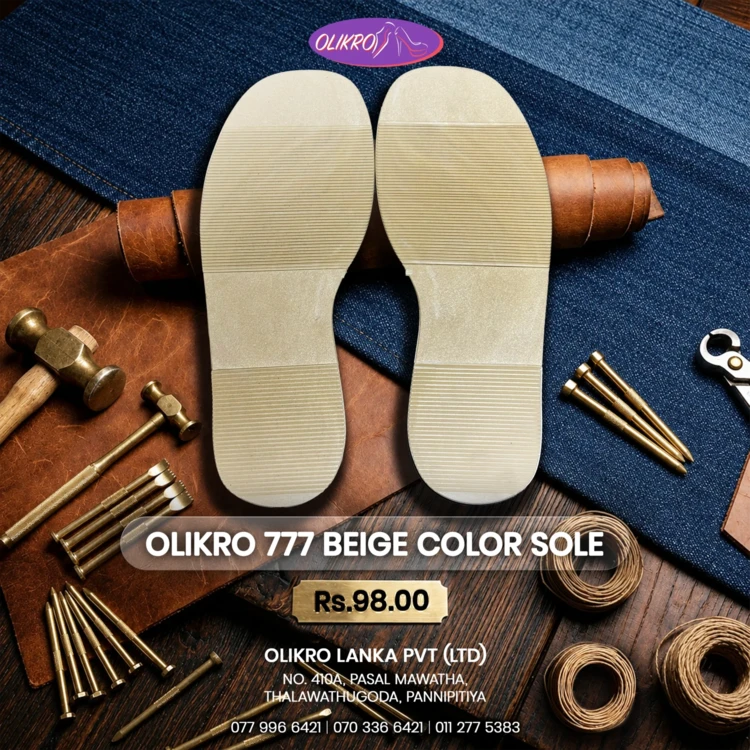 OLIKRO
OLIKRO 777 BEIGE COLOR SOLE
Rs.98.00
OLIKRO LANKA PVT (LTD)
NO. 410A, PASAL MAWATHA,
THALAWATHUGODA, PANNIPITIYA
077 996 6421 | 070 336 6421 | 011 277 5383